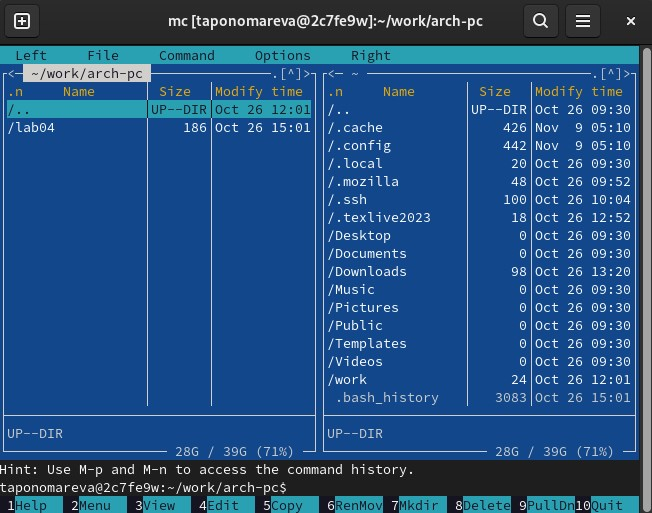 mc [taponomareva@2c7fe9w]:~/work/arch-pc
Left File Command Options Right
<─ ~/work/arch-pc .[^]>
.n Name Size Modify time
/.. UP--DIR Oct 26 12:01
/lab04 186 Oct 26 15:01
UP--DIR
28G / 39G (71%)
<─ ~ .[^]>
.n Name Size Modify time
/.. UP--DIR Oct 26 09:30
/.cache 426 Nov 9 05:10
/.config 442 Nov 9 05:10
/.local 20 Oct 26 09:30
/.mozilla 48 Oct 26 09:52
/.ssh 100 Oct 26 10:04
/.texlive2023 18 Oct 26 12:52
/Desktop 0 Oct 26 09:30
/Documents 0 Oct 26 09:30
/Downloads 98 Oct 26 13:20
/Music 0 Oct 26 09:30
/Pictures 0 Oct 26 09:30
/Public 0 Oct 26 09:30
/Templates 0 Oct 26 09:30
/Videos 0 Oct 26 09:30
/work 24 Oct 26 12:01
.bash_history 3083 Oct 26 15:01
UP--DIR
28G / 39G (71%)
Hint: Use M-p and M-n to access the command history.
taponomareva@2c7fe9w:~/work/arch-pc$
1Help 2Menu 3View 4Edit 5Copy 6RenMov 7Mkdir 8Delete 9PullDn 10Quit